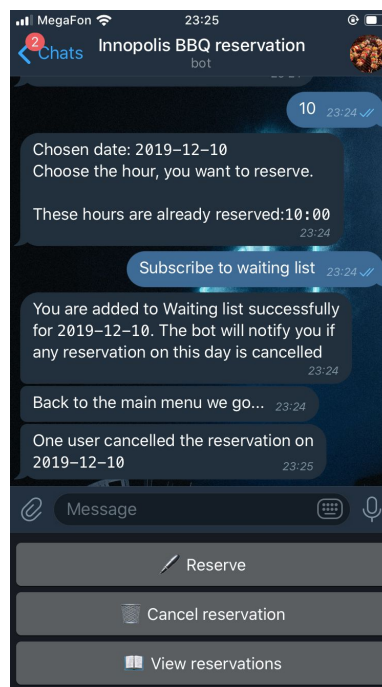 MegaFon 23:25
2 Chats Innopolis BBQ reservation
bot
10 23:24
Chosen date: 2019-12-10
Choose the hour, you want to reserve.
These hours are already reserved:10:00
23:24
Subscribe to waiting list 23:24
You are added to Waiting list successfully
for 2019-12-10. The bot will notify you if
any reservation on this day is cancelled
23:24
Back to the main menu we go... 23:24
One user cancelled the reservation on
2019-12-10 23:25
Message
Reserve
Cancel reservation
View reservations